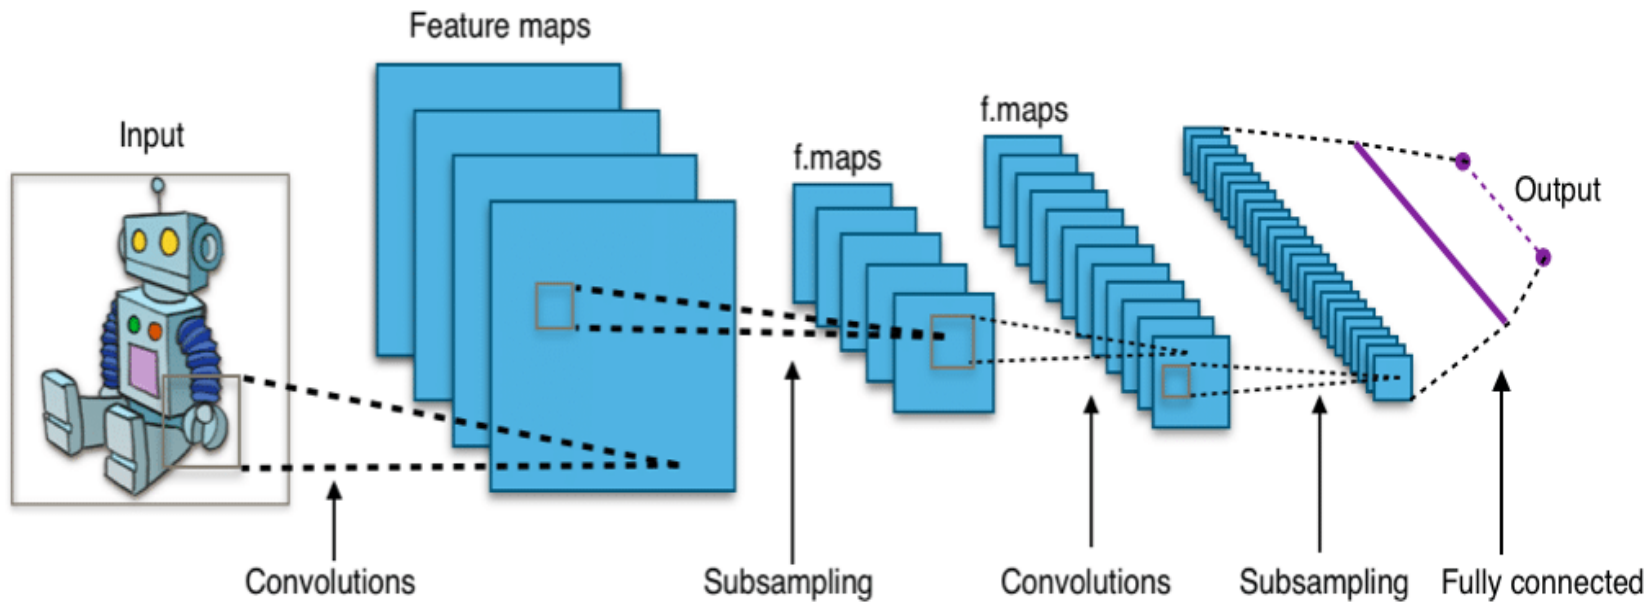 Feature maps
f.maps
Input
f.maps
Output
Convolutions
Subsampling
Convolutions
Subsampling
Fully connected